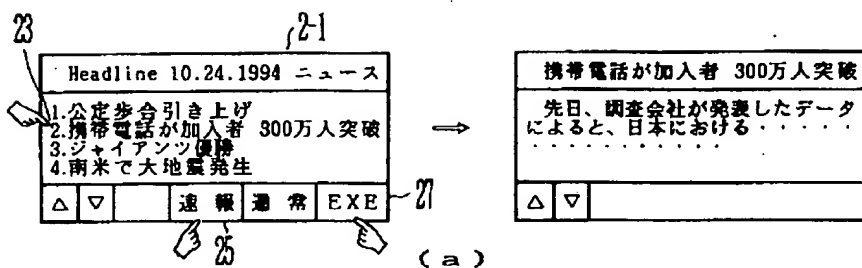 23
2-1
Headline 10.24.1994 ニュース
1.公定歩合引き上げ
2.携帯電話が加入者 300万人突破
3.ジャイアンツ優勝
4.南米で大地震発生
△ ▽ 速報 通常 EXE
27
25
⇨
携帯電話が加入者 300万人突破
先日、調査会社が発表したデータ
によると、日本における・・・・・
・・・・・・・・・・・・
△ ▽
(a)